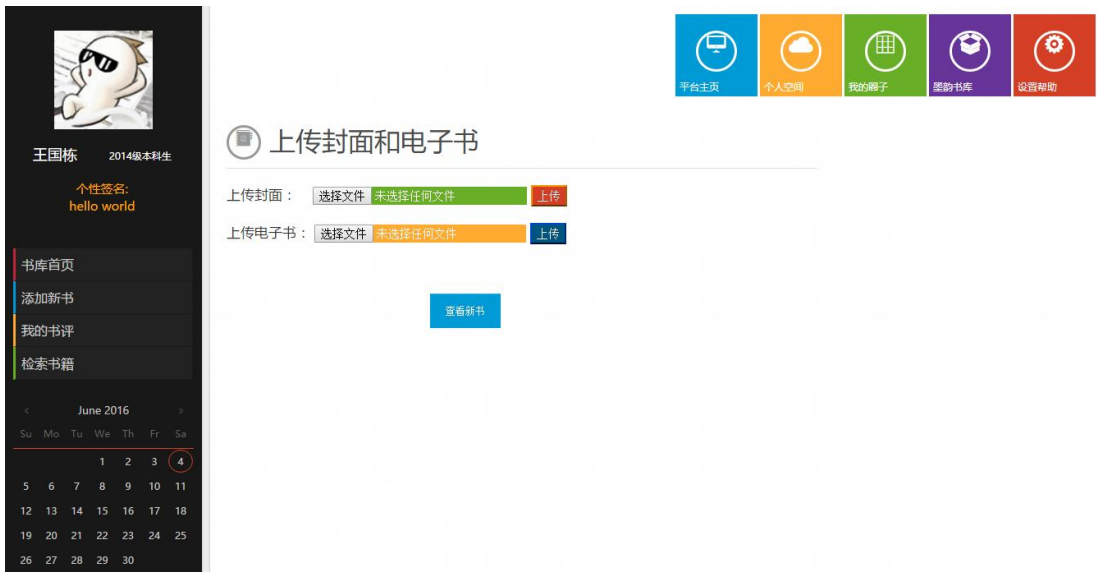 平台主页 个人空间 我的圈子 墨韵书库 设置帮助
王国栋 2014级本科生
个性签名:
hello world
书库首页
添加新书
我的书评
检索书籍
< June 2016 >
Su Mo Tu We Th Fr Sa
1 2 3 4
5 6 7 8 9 10 11
12 13 14 15 16 17 18
19 20 21 22 23 24 25
26 27 28 29 30
上传封面和电子书
上传封面： 选择文件 未选择任何文件 上传
上传电子书： 选择文件 未选择任何文件 上传
查看新书